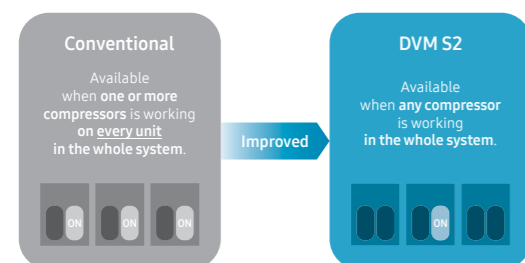 Conventional
Available
when one or more
compressors is working
on every unit
in the whole system.
ON
ON
ON
Improved
DVM S2
Available
when any compressor
is working
in the whole system.
ON